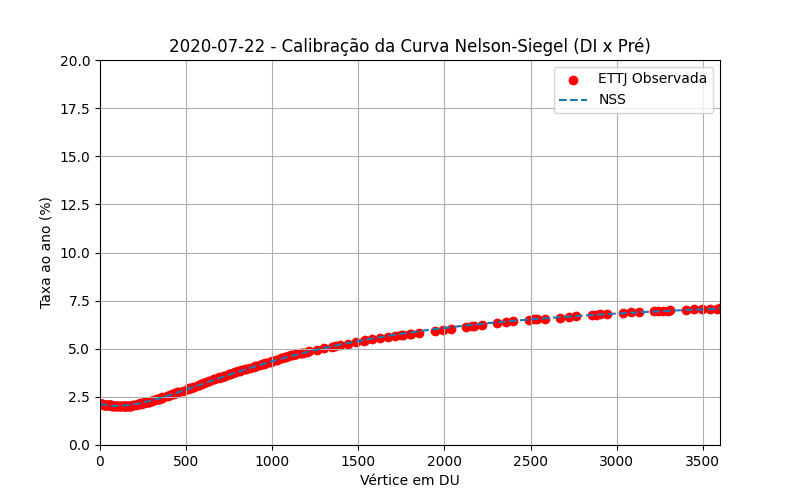 2020-07-22 - Calibração da Curva Nelson-Siegel (DI x Pré)
ETTJ Observada
NSS
Taxa ao ano (%)
20.0
17.5
15.0
12.5
10.0
7.5
5.0
2.5
0.0
0 500 1000 1500 2000 2500 3000 3500
Vértice em DU